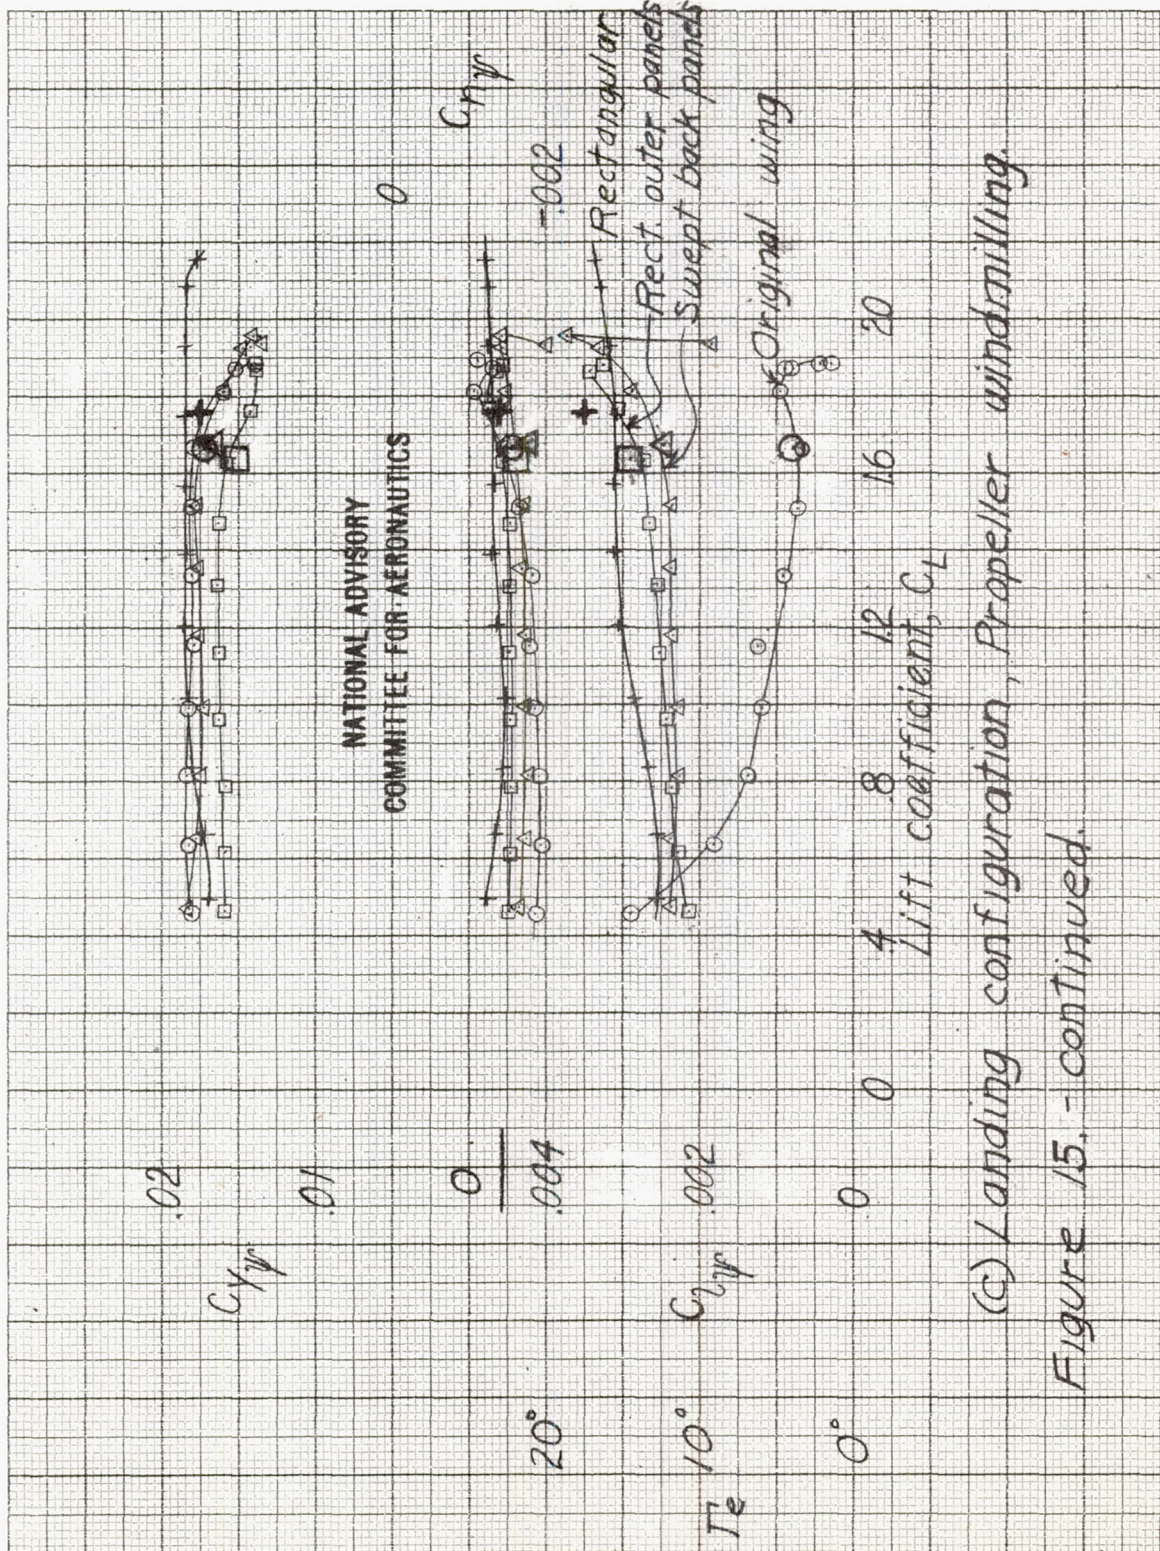 C_Yψ
.02
.01
0
NATIONAL ADVISORY
COMMITTEE FOR AERONAUTICS
0
C_nψ
-.002
Rectangular
Rect. outer panels
Swept back panels
Original wing
Γe
20°
10°
0°
C_lψ
.004
.002
0
0 .4 .8 1.2 1.6 2.0
Lift coefficient, C_L
(c) Landing configuration, Propeller windmilling.
Figure 15. - continued.